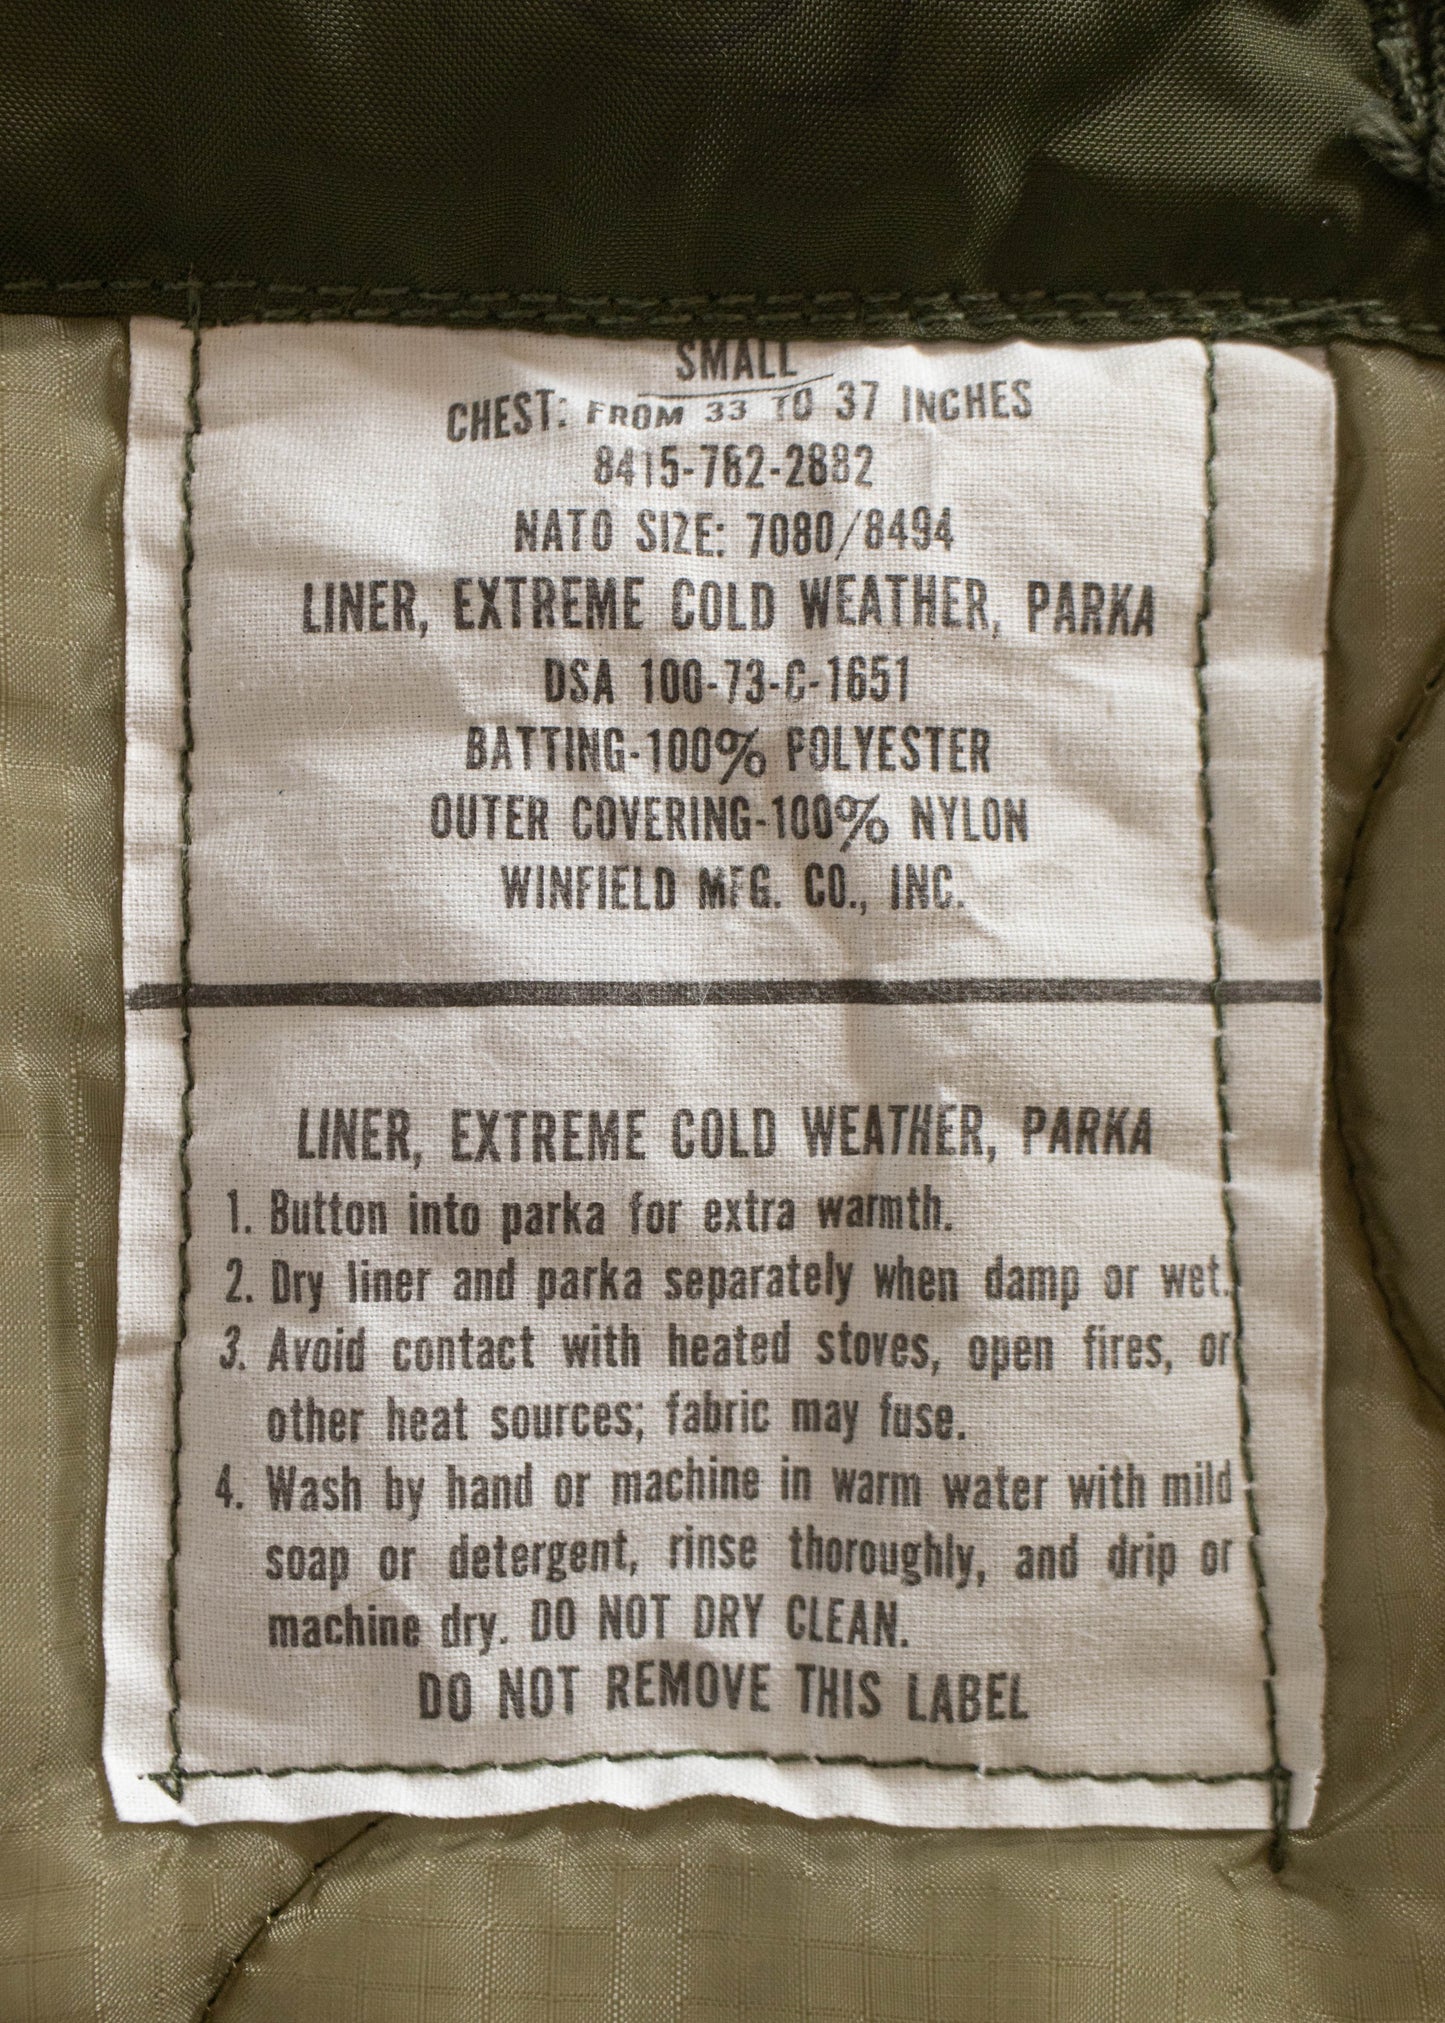 SMALL
CHEST: FROM 33 TO 37 INCHES
8415-782-2882
NATO SIZE: 7080/8494
LINER, EXTREME COLD WEATHER, PARKA
DSA 100-73-C-1651
BATTING-100% POLYESTER
OUTER COVERING-100% NYLON
WINFIELD MFG. CO., INC.
LINER, EXTREME COLD WEATHER, PARKA
1. Button into parka for extra warmth.
2. Dry liner and parka separately when damp or wet.
3. Avoid contact with heated stoves, open fires, or
other heat sources; fabric may fuse.
4. Wash by hand or machine in warm water with mild
soap or detergent, rinse thoroughly, and drip or
machine dry. DO NOT DRY CLEAN.
DO NOT REMOVE THIS LABEL